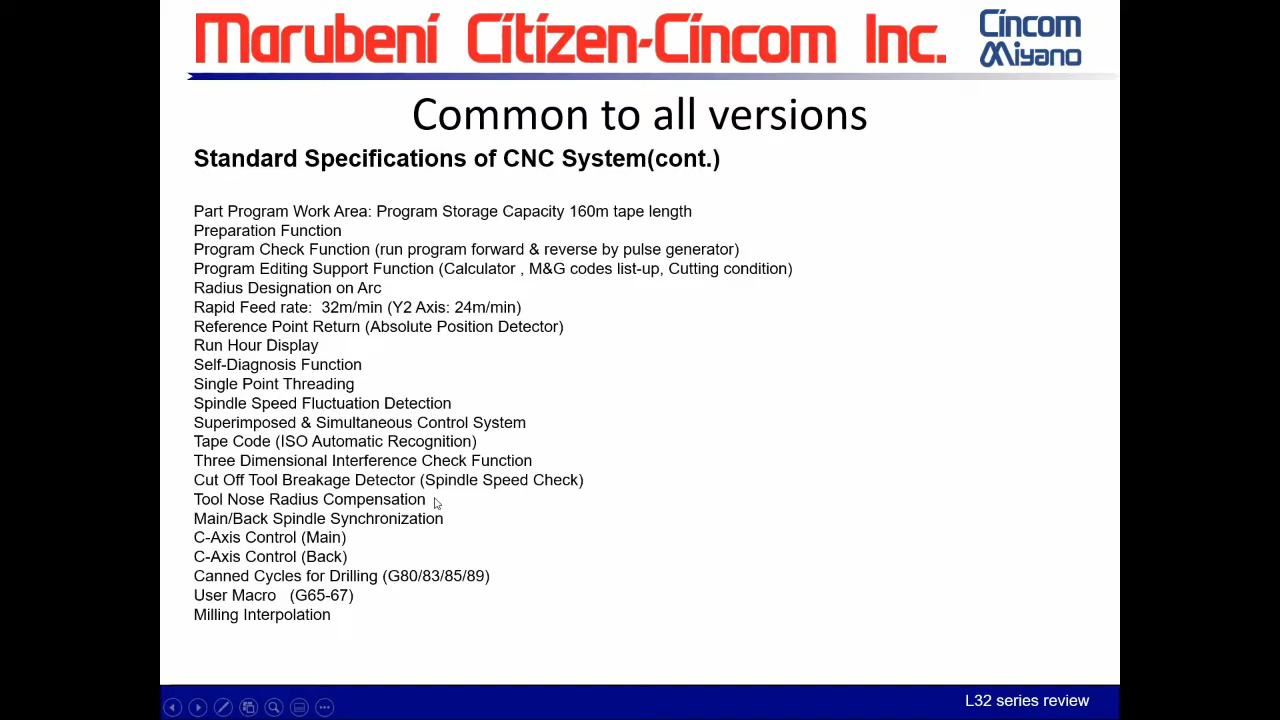 Marubeni Citizen-Cincom Inc.
Cincom
Miyano
Common to all versions
Standard Specifications of CNC System(cont.)
Part Program Work Area: Program Storage Capacity 160m tape length
Preparation Function
Program Check Function (run program forward & reverse by pulse generator)
Program Editing Support Function (Calculator , M&G codes list-up, Cutting condition)
Radius Designation on Arc
Rapid Feed rate:  32m/min (Y2 Axis: 24m/min)
Reference Point Return (Absolute Position Detector)
Run Hour Display
Self-Diagnosis Function
Single Point Threading
Spindle Speed Fluctuation Detection
Superimposed & Simultaneous Control System
Tape Code (ISO Automatic Recognition)
Three Dimensional Interference Check Function
Cut Off Tool Breakage Detector (Spindle Speed Check)
Tool Nose Radius Compensation
Main/Back Spindle Synchronization
C-Axis Control (Main)
C-Axis Control (Back)
Canned Cycles for Drilling (G80/83/85/89)
User Macro   (G65-67)
Milling Interpolation
L32 series review